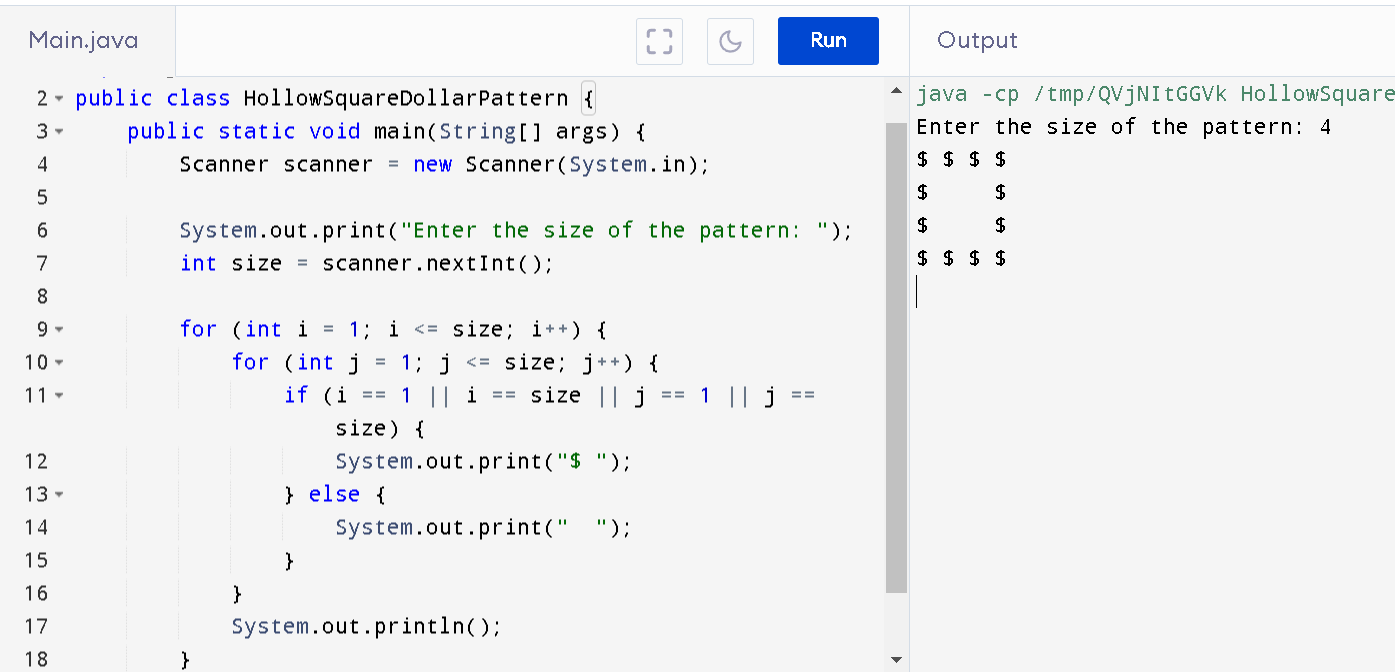 Main.java
Run
Output
2 public class HollowSquareDollarPattern {
3     public static void main(String[] args) {
4         Scanner scanner = new Scanner(System.in);
5
6         System.out.print("Enter the size of the pattern: ");
7         int size = scanner.nextInt();
8
9         for (int i = 1; i <= size; i++) {
10             for (int j = 1; j <= size; j++) {
11                 if (i == 1 || i == size || j == 1 || j ==
                    size) {
12                     System.out.print("$ ");
13                 } else {
14                     System.out.print("  ");
15                 }
16             }
17             System.out.println();
18         }
java -cp /tmp/QVjNItGGVk HollowSquare
Enter the size of the pattern: 4
$ $ $ $
$     $
$     $
$ $ $ $